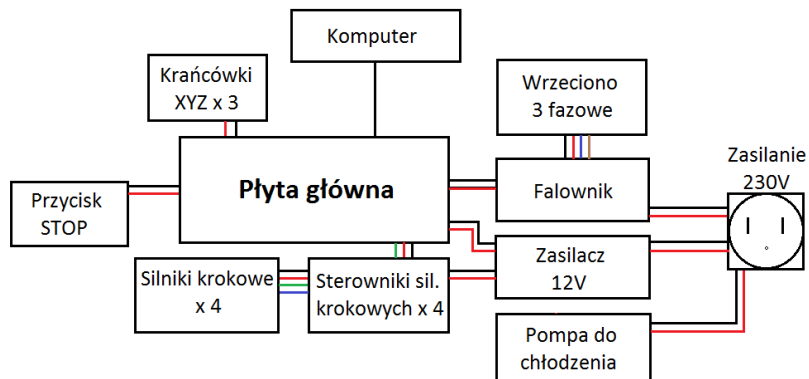 Komputer
Krańcówki
XYZ x 3
Wrzeciono
3 fazowe
Zasilanie
230V
Płyta główna
Falownik
Przycisk
STOP
Zasilacz
12V
Silniki krokowe
x 4
Sterowniki sil.
krokowych x 4
Pompa do
chłodzenia